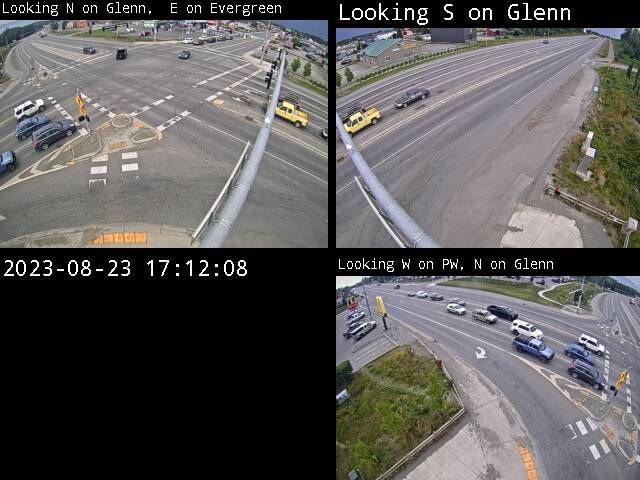 Looking N on Glenn,  E on Evergreen
Looking S on Glenn
2023-08-23 17:12:08
Looking W on PW, N on Glenn